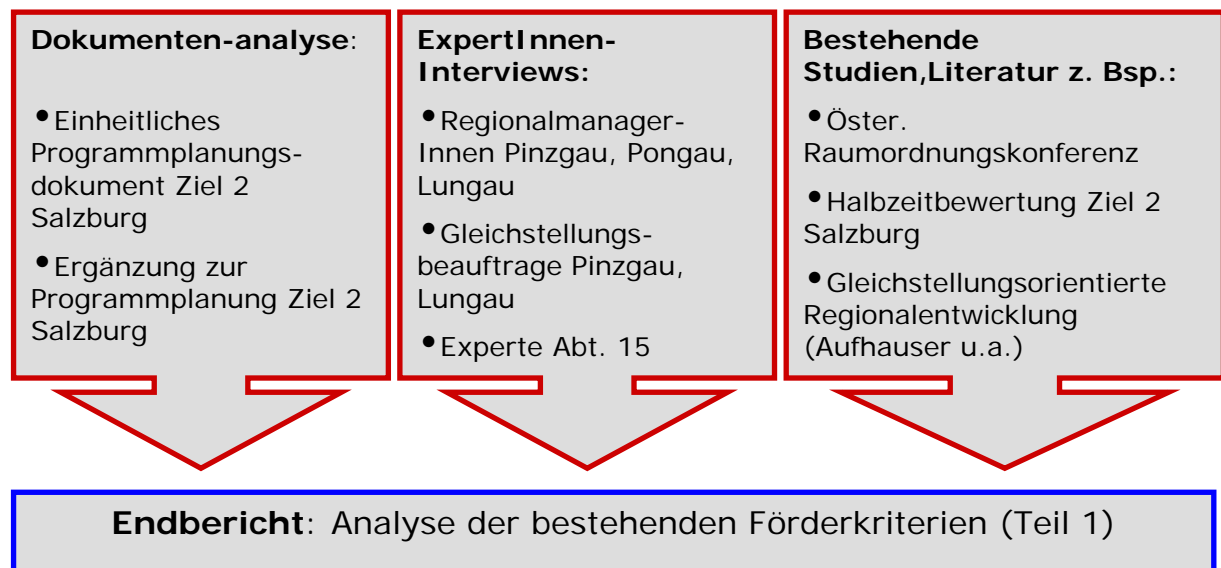 Dokumenten-analyse:
•Einheitliches
Programmplanungs-
dokument Ziel 2
Salzburg
•Ergänzung zur
Programmplanung Ziel 2
Salzburg
ExpertInnen-
Interviews:
•Regionalmanager-
Innen Pinzgau, Pongau,
Lungau
•Gleichstellungs-
beauftrage Pinzgau,
Lungau
•Experte Abt. 15
Bestehende
Studien,Literatur z. Bsp.:
•Öster.
Raumordnungskonferenz
•Halbzeitbewertung Ziel 2
Salzburg
•Gleichstellungsorientierte
Regionalentwicklung
(Aufhauser u.a.)
Endbericht: Analyse der bestehenden Förderkriterien (Teil 1)